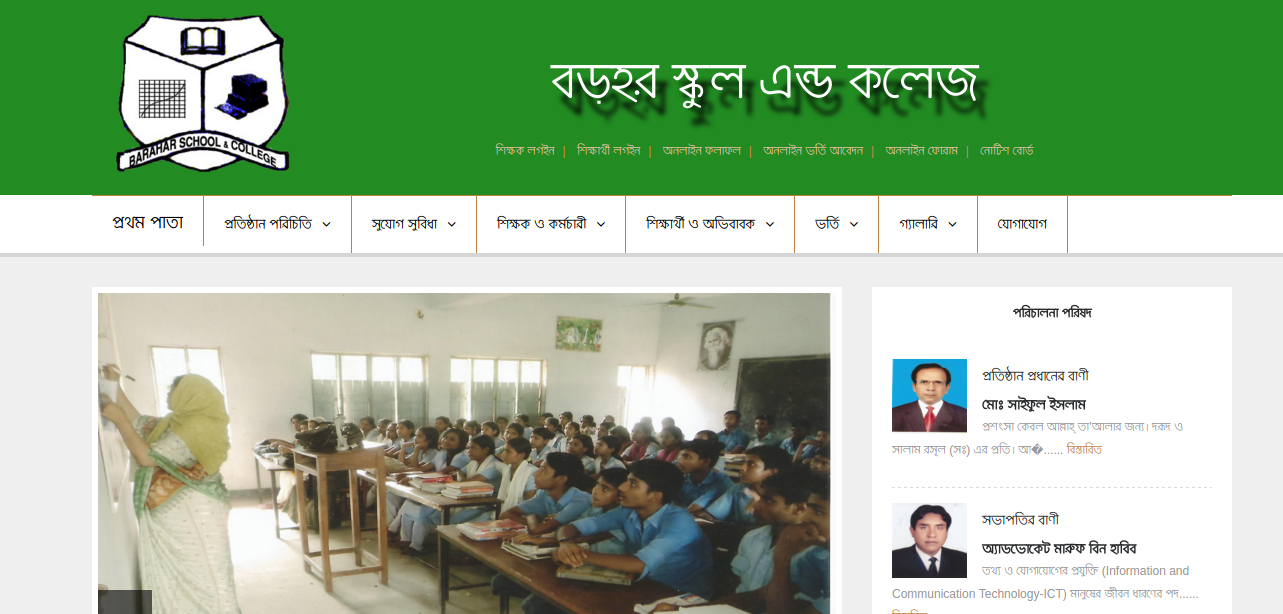 BARAHAR SCHOOL & COLLEGE
বড়হর স্কুল এন্ড কলেজ
শিক্ষক লগইন | শিক্ষার্থী লগইন | অনলাইন ফলাফল | অনলাইন ভর্তি আবেদন | অনলাইন ফোরাম | নোটিশ বোর্ড
প্রথম পাতা প্রতিষ্ঠান পরিচিতি সুযোগ সুবিধা শিক্ষক ও কর্মচারী শিক্ষার্থী ও অভিবাবক ভর্তি গ্যালারি যোগাযোগ
পরিচালনা পরিষদ
প্রতিষ্ঠান প্রধানের বাণী
মোঃ সাইফুল ইসলাম
প্রশংসা কেবল আল্লাহ্ তা'আলার জন্য। দরূদ ও
সালাম রসূল (সঃ) এর প্রতি। আ�...... বিস্তারিত
সভাপতির বাণী
অ্যাডভোকেট মারুফ বিন হাবিব
তথ্য ও যোগাযোগের প্রযুক্তি (Information and
Communication Technology-ICT) মানুষের জীবন ধারণের পদ......